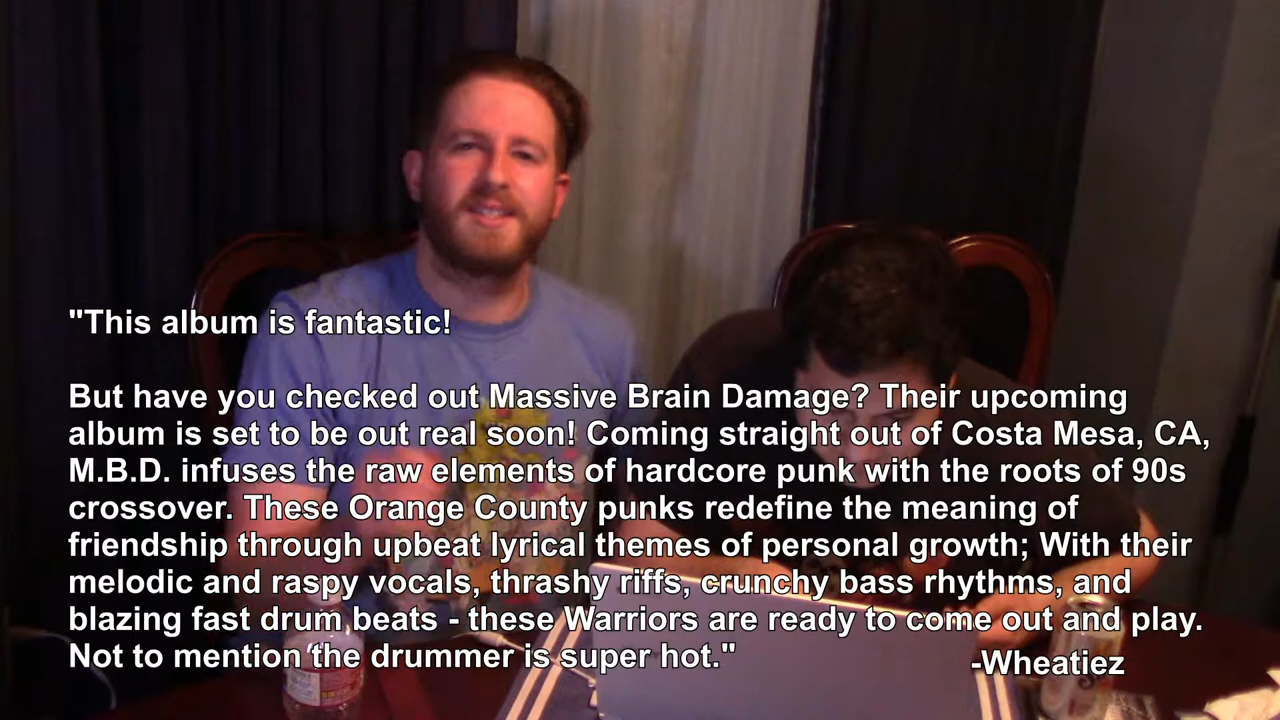 "This album is fantastic!
But have you checked out Massive Brain Damage? Their upcoming
album is set to be out real soon! Coming straight out of Costa Mesa, CA,
M.B.D. infuses the raw elements of hardcore punk with the roots of 90s
crossover. These Orange County punks redefine the meaning of
friendship through upbeat lyrical themes of personal growth; With their
melodic and raspy vocals, thrashy riffs, crunchy bass rhythms, and
blazing fast drum beats - these Warriors are ready to come out and play.
Not to mention the drummer is super hot."
-Wheatiez